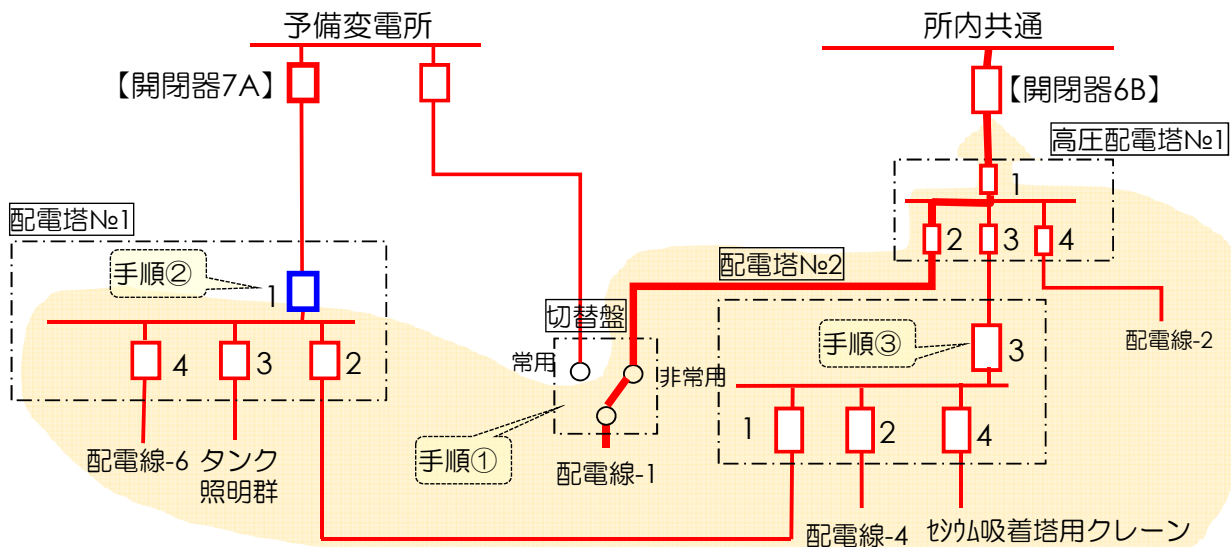 予備変電所
所内共通
【開閉器7A】
【開閉器6B】
高圧配電塔№1
1
2
3
4
配電塔№1
手順②
1
4
3
2
配電線-6
タンク
照明群
配電塔№2
切替盤
常用
非常用
手順①
配電線-1
手順③
3
1
2
4
配電線-2
配電線-4
ｾｼｳﾑ吸着塔用クレーン